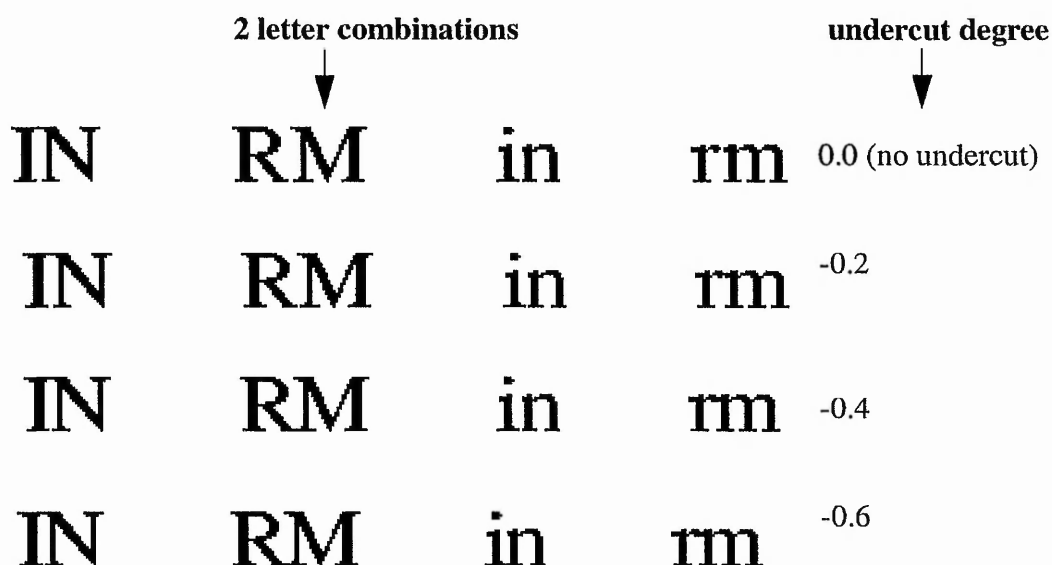 2 letter combinations undercut degree
IN RM in rm 0.0 (no undercut)
IN RM in rm -0.2
IN RM in rm -0.4
IN RM in rm -0.6